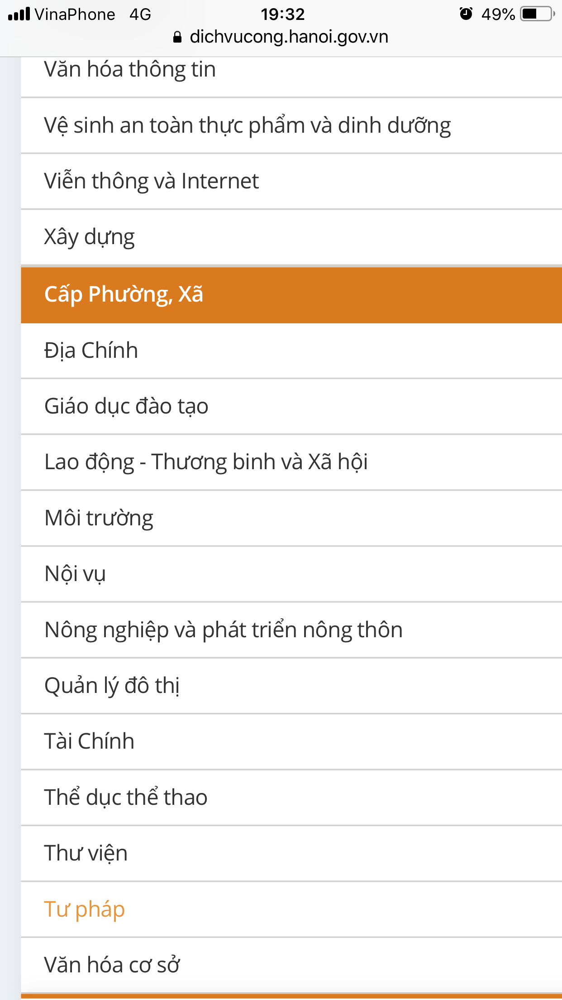 VinaPhone 4G 19:32 49%
dichvucong.hanoi.gov.vn
Văn hóa thông tin
Vệ sinh an toàn thực phẩm và dinh dưỡng
Viễn thông và Internet
Xây dựng
Cấp Phường, Xã
Địa Chính
Giáo dục đào tạo
Lao động - Thương binh và Xã hội
Môi trường
Nội vụ
Nông nghiệp và phát triển nông thôn
Quản lý đô thị
Tài Chính
Thể dục thể thao
Thư viện
Tư pháp
Văn hóa cơ sở